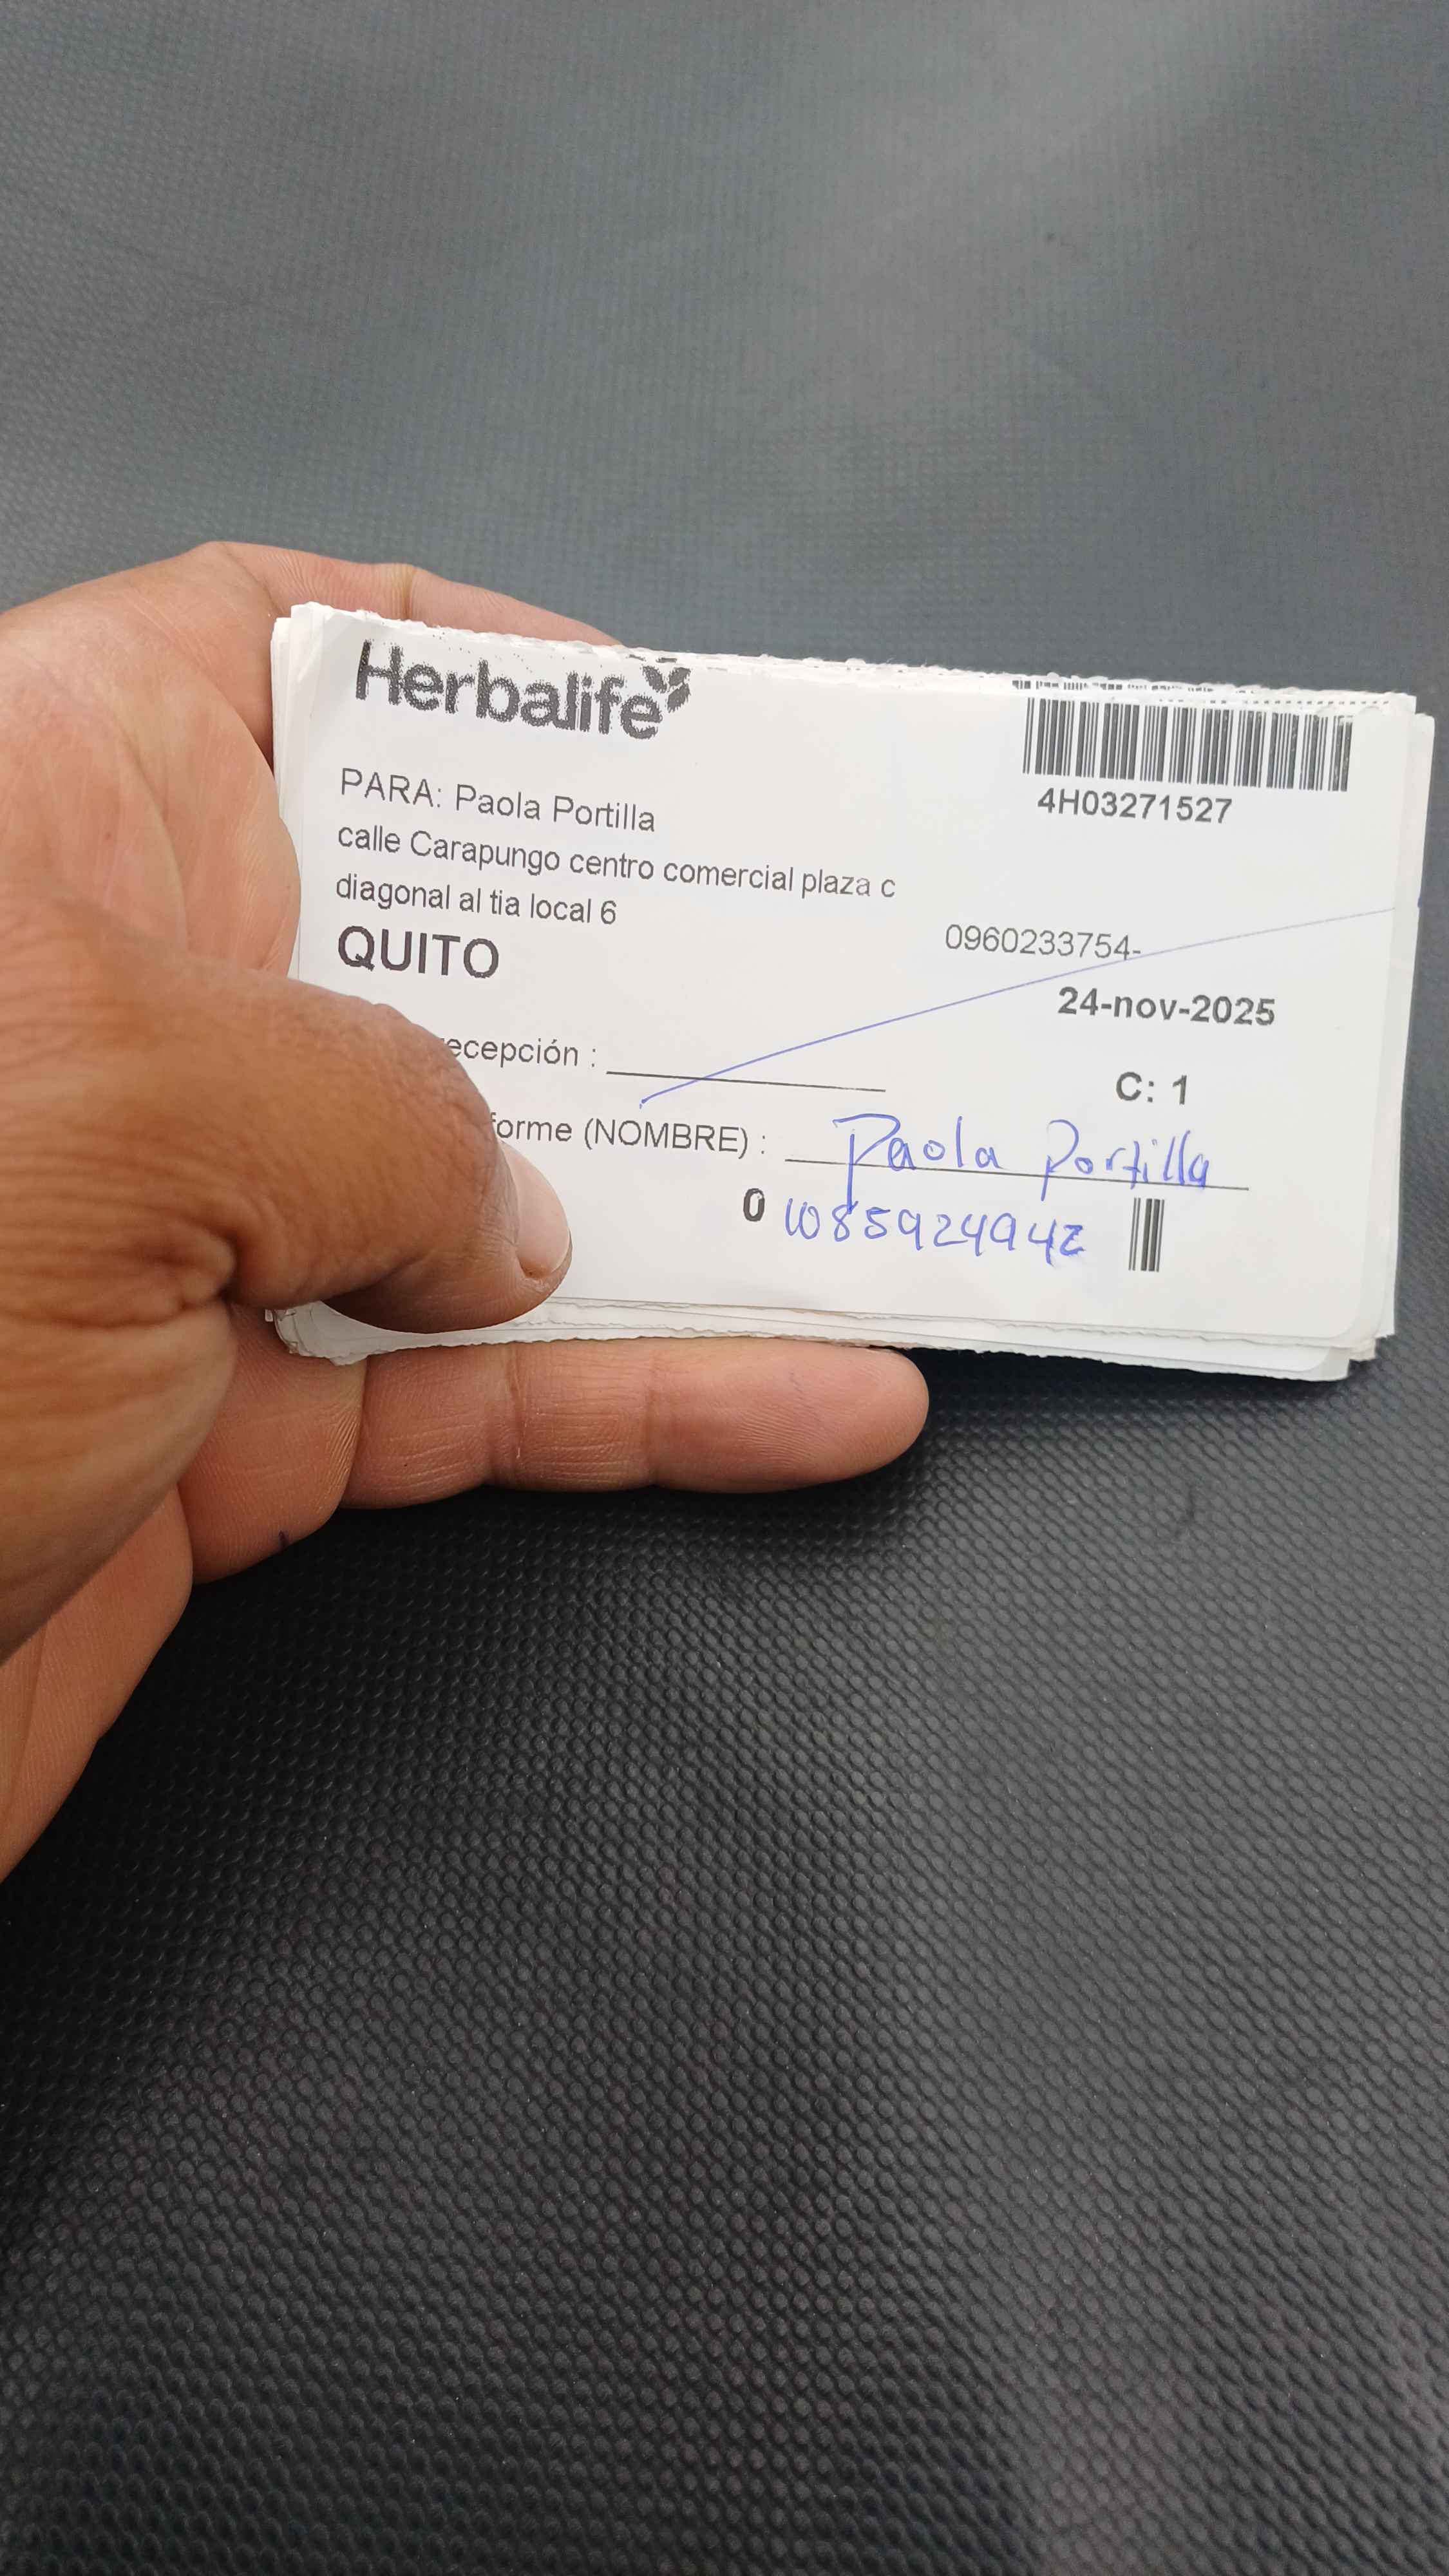 Herbalife
4H03271527
PARA: Paola Portilla
calle Carapungo centro comercial plaza c
diagonal al tia local 6
0960233754-
QUITO
24-nov-2025
ecepción :
C: 1
forme (NOMBRE) : Paola Portilla
0 1085924942